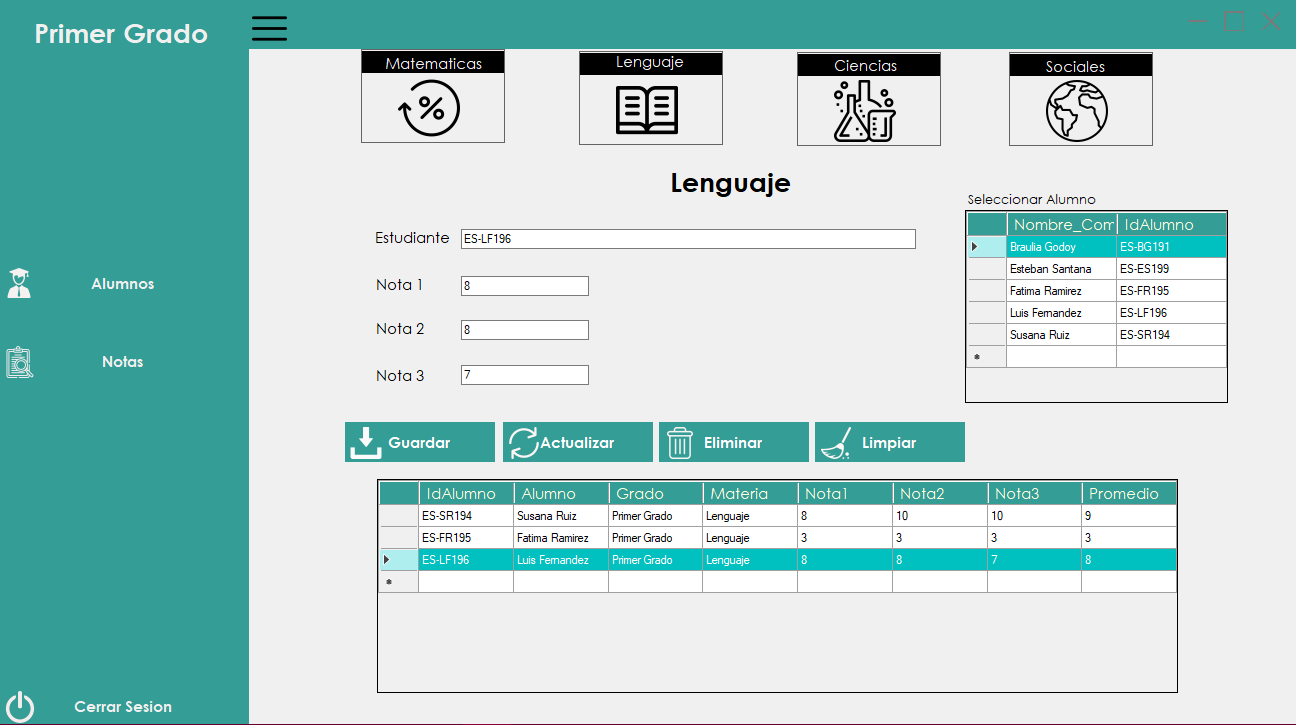 Primer Grado
Matematicas
Lenguaje
Ciencias
Sociales
%
Lenguaje
Seleccionar Alumno
Nombre_Com IdAlumno
Braulia Godoy ES-BG191
Esteban Santana ES-ES199
Fatima Ramirez ES-FR195
Luis Fernandez ES-LF196
Susana Ruiz ES-SR194
*
Estudiante ES-LF196
Nota 1 8
Nota 2 8
Nota 3 7
Alumnos
Notas
Guardar Actualizar Eliminar Limpiar
IdAlumno Alumno Grado Materia Nota1 Nota2 Nota3 Promedio
ES-SR194 Susana Ruiz Primer Grado Lenguaje 8 10 10 9
ES-FR195 Fatima Ramirez Primer Grado Lenguaje 3 3 3 3
ES-LF196 Luis Fernandez Primer Grado Lenguaje 8 8 7 8
*
Cerrar Sesion